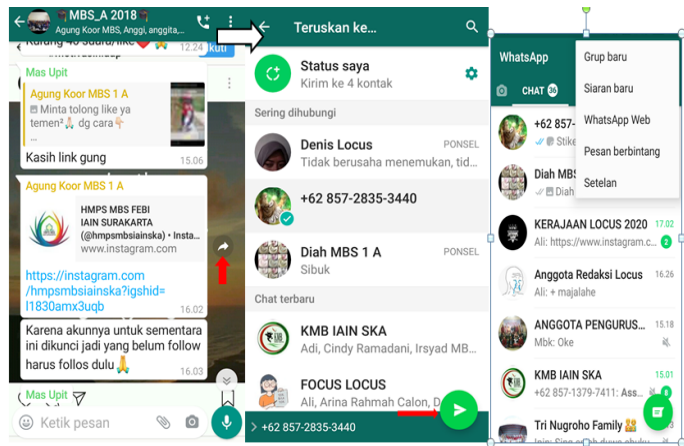 MBS_A 2018
Agung Koor MBS, Anggi, anggita,...
12.24
Mas Upit
Agung Koor MBS 1 A
Minta tolong like ya
temen² dg cara
...
Kasih link gung
15.06
Agung Koor MBS 1 A
HMPS MBS FEBI
IAIN SURAKARTA
(@hmpsmbsiainska) • Insta...
www.instagram.com
https://instagram.com
/hmpsmbsiainska?igshid=
l1830amx3uqb
16.02
Karena akunnya untuk sementara
ini dikunci jadi yang belum follow
harus follos dulu
16.03
Mas Upit
Ketik pesan
Teruskan ke...
Status saya
Kirim ke 4 kontak
Sering dihubungi
Denis Locus PONSEL
Tidak berusaha menemukan, tid...
+62 857-2835-3440
Diah MBS 1 A PONSEL
Sibuk
Chat terbaru
KMB IAIN SKA
Adi, Cindy Ramadani, Irsyad MB...
FOCUS LOCUS
Ali, Arina Rahmah Calon, D
> +62 857-2835-3440
WhatsApp
CHAT 36
Grup baru
Siaran baru
WhatsApp Web
Pesan berbintang
Setelan
+62 857-
Stike
Diah MBS
Diah
KERAJAAN LOCUS 2020 17.02
Ali: https://www.instagram.c... 2
Anggota Redaksi Locus 16.26
Ali: + majalahe
ANGGOTA PENGURUS... 15.18
Mbk: Oke
KMB IAIN SKA 15.01
+62 857-1379-7411: Ass... 8
Tri Nugroho Family